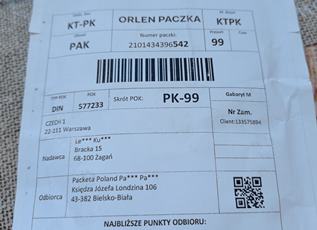 KT-PK
ORLEN PACZKA
KTPK
PAK
Numer paczki:
2101434396542
99
DIN
577233
Skrót POK:
PK-99
Gabaryt M
CZECH 1
22-111 Warszawa
Nr Zam.
Client:133575894
Nadawca
Le*** Ku***
Bracka 15
68-100 Żagań
Odbiorca
Packeta Poland Pa*** Pa***
Księdza Józefa Londzina 106
43-382 Bielsko-Biała
NAJBLIŻSZE PUNKTY ODBIORU: